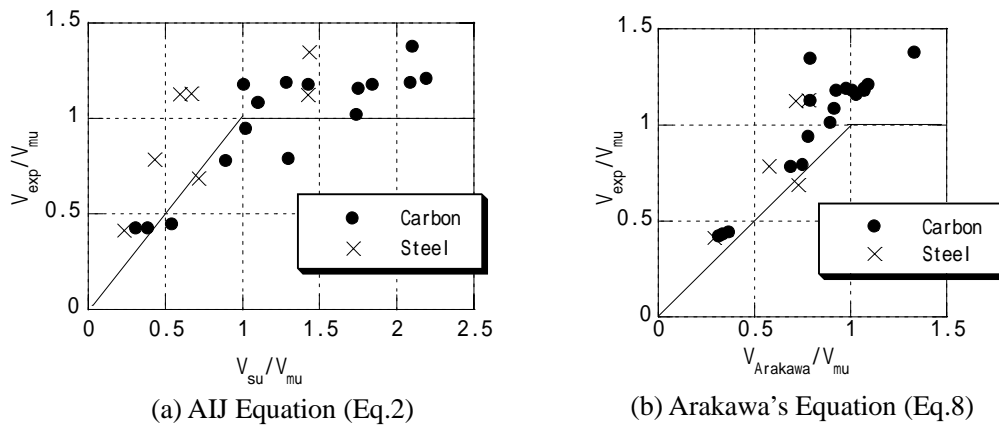 1.5
1
0.5
0
V_exp/V_mu
Carbon
Steel
0 0.5 1 1.5 2 2.5
V_su/V_mu
(a) AIJ Equation (Eq.2)
1.5
1
0.5
0
V_exp/V_mu
Carbon
Steel
0 0.5 1 1.5
V_Arakawa/V_mu
(b) Arakawa’s Equation (Eq.8)